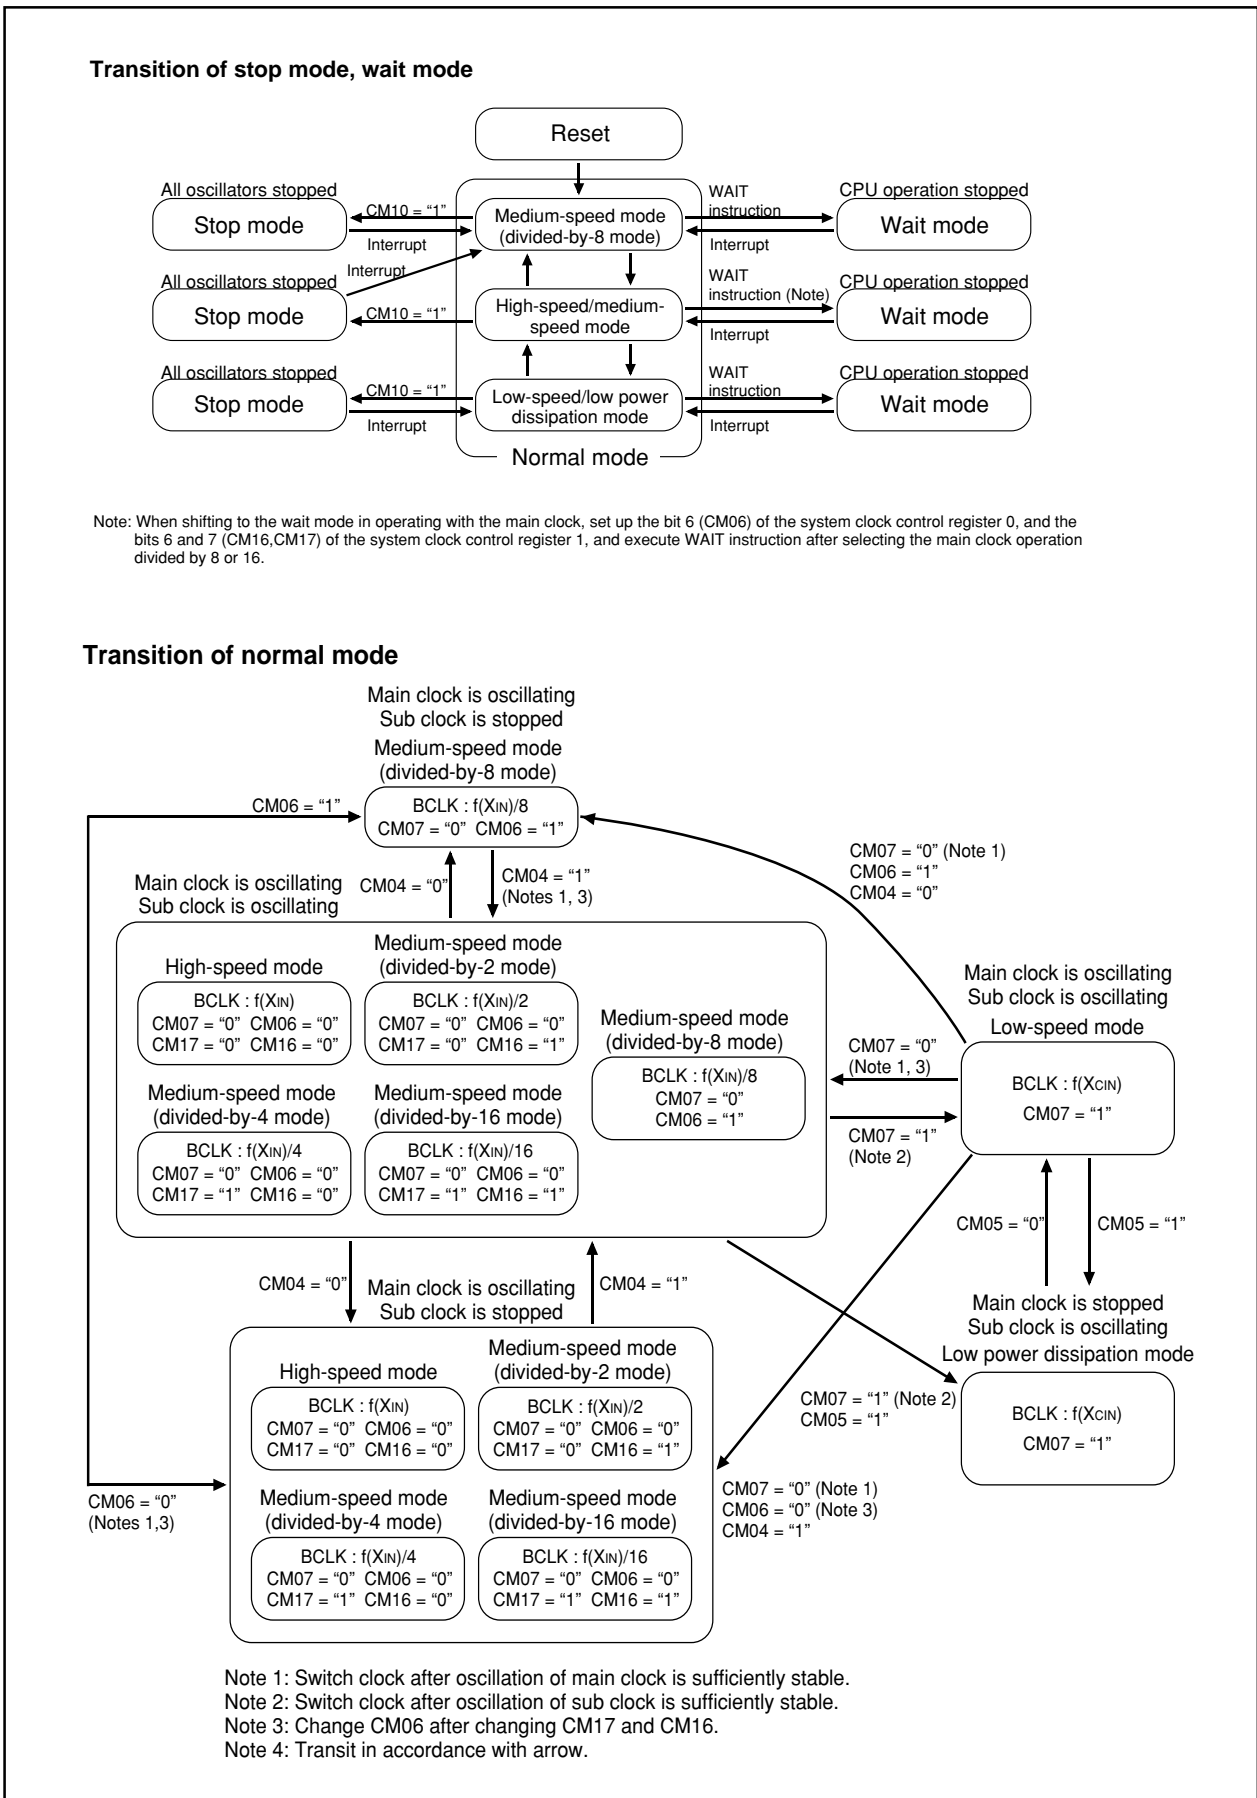 Transition of stop mode, wait mode
Reset
All oscillators stopped
Stop mode
CM10 = “1”
Interrupt
Medium-speed mode
(divided-by-8 mode)
WAIT
instruction
Interrupt
CPU operation stopped
Wait mode
Interrupt
All oscillators stopped
Stop mode
CM10 = “1”
High-speed/medium-
speed mode
WAIT
instruction (Note)
Interrupt
CPU operation stopped
Wait mode
All oscillators stopped
Stop mode
CM10 = “1”
Interrupt
Low-speed/low power
dissipation mode
WAIT
instruction
Interrupt
CPU operation stopped
Wait mode
Normal mode
Note: When shifting to the wait mode in operating with the main clock, set up the bit 6 (CM06) of the system clock control register 0, and the
bits 6 and 7 (CM16,CM17) of the system clock control register 1, and execute WAIT instruction after selecting the main clock operation
divided by 8 or 16.
Transition of normal mode
Main clock is oscillating
Sub clock is stopped
Medium-speed mode
(divided-by-8 mode)
CM06 = “1”
BCLK : f(XIN)/8
CM07 = “0” CM06 = “1”
CM07 = “0” (Note 1)
CM06 = “1”
CM04 = “0”
Main clock is oscillating
Sub clock is oscillating
CM04 = “0”
CM04 = “1”
(Notes 1, 3)
High-speed mode
BCLK : f(XIN)
CM07 = “0” CM06 = “0”
CM17 = “0” CM16 = “0”
Medium-speed mode
(divided-by-2 mode)
BCLK : f(XIN)/2
CM07 = “0” CM06 = “0”
CM17 = “0” CM16 = “1”
Medium-speed mode
(divided-by-8 mode)
BCLK : f(XIN)/8
CM07 = “0”
CM06 = “1”
Medium-speed mode
(divided-by-4 mode)
BCLK : f(XIN)/4
CM07 = “0” CM06 = “0”
CM17 = “1” CM16 = “0”
Medium-speed mode
(divided-by-16 mode)
BCLK : f(XIN)/16
CM07 = “0” CM06 = “0”
CM17 = “1” CM16 = “1”
CM07 = “0”
(Note 1, 3)
CM07 = “1”
(Note 2)
Main clock is oscillating
Sub clock is oscillating
Low-speed mode
BCLK : f(XCIN)
CM07 = “1”
CM05 = “0”
CM05 = “1”
CM04 = “0”
Main clock is oscillating
Sub clock is stopped
CM04 = “1”
Main clock is stopped
Sub clock is oscillating
Low power dissipation mode
BCLK : f(XCIN)
CM07 = “1”
CM07 = “1” (Note 2)
CM05 = “1”
High-speed mode
BCLK : f(XIN)
CM07 = “0” CM06 = “0”
CM17 = “0” CM16 = “0”
Medium-speed mode
(divided-by-2 mode)
BCLK : f(XIN)/2
CM07 = “0” CM06 = “0”
CM17 = “0” CM16 = “1”
CM06 = “0”
(Notes 1,3)
Medium-speed mode
(divided-by-4 mode)
BCLK : f(XIN)/4
CM07 = “0” CM06 = “0”
CM17 = “1” CM16 = “0”
Medium-speed mode
(divided-by-16 mode)
BCLK : f(XIN)/16
CM07 = “0” CM06 = “0”
CM17 = “1” CM16 = “1”
CM07 = “0” (Note 1)
CM06 = “0” (Note 3)
CM04 = “1”
Note 1: Switch clock after oscillation of main clock is sufficiently stable.
Note 2: Switch clock after oscillation of sub clock is sufficiently stable.
Note 3: Change CM06 after changing CM17 and CM16.
Note 4: Transit in accordance with arrow.